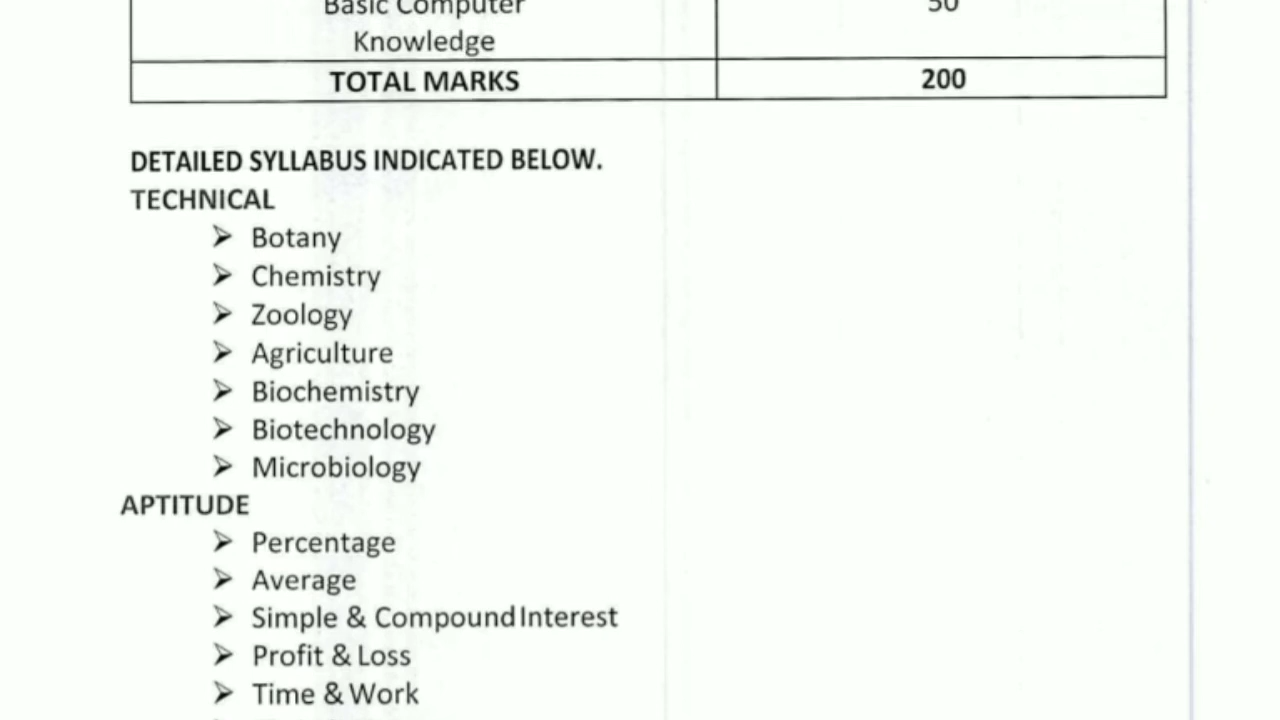 Basic Computer
50
Knowledge
TOTAL MARKS
200
DETAILED SYLLABUS INDICATED BELOW.
TECHNICAL
➢ Botany
➢ Chemistry
➢ Zoology
➢ Agriculture
➢ Biochemistry
➢ Biotechnology
➢ Microbiology
APTITUDE
➢ Percentage
➢ Average
➢ Simple & Compound Interest
➢ Profit & Loss
➢ Time & Work